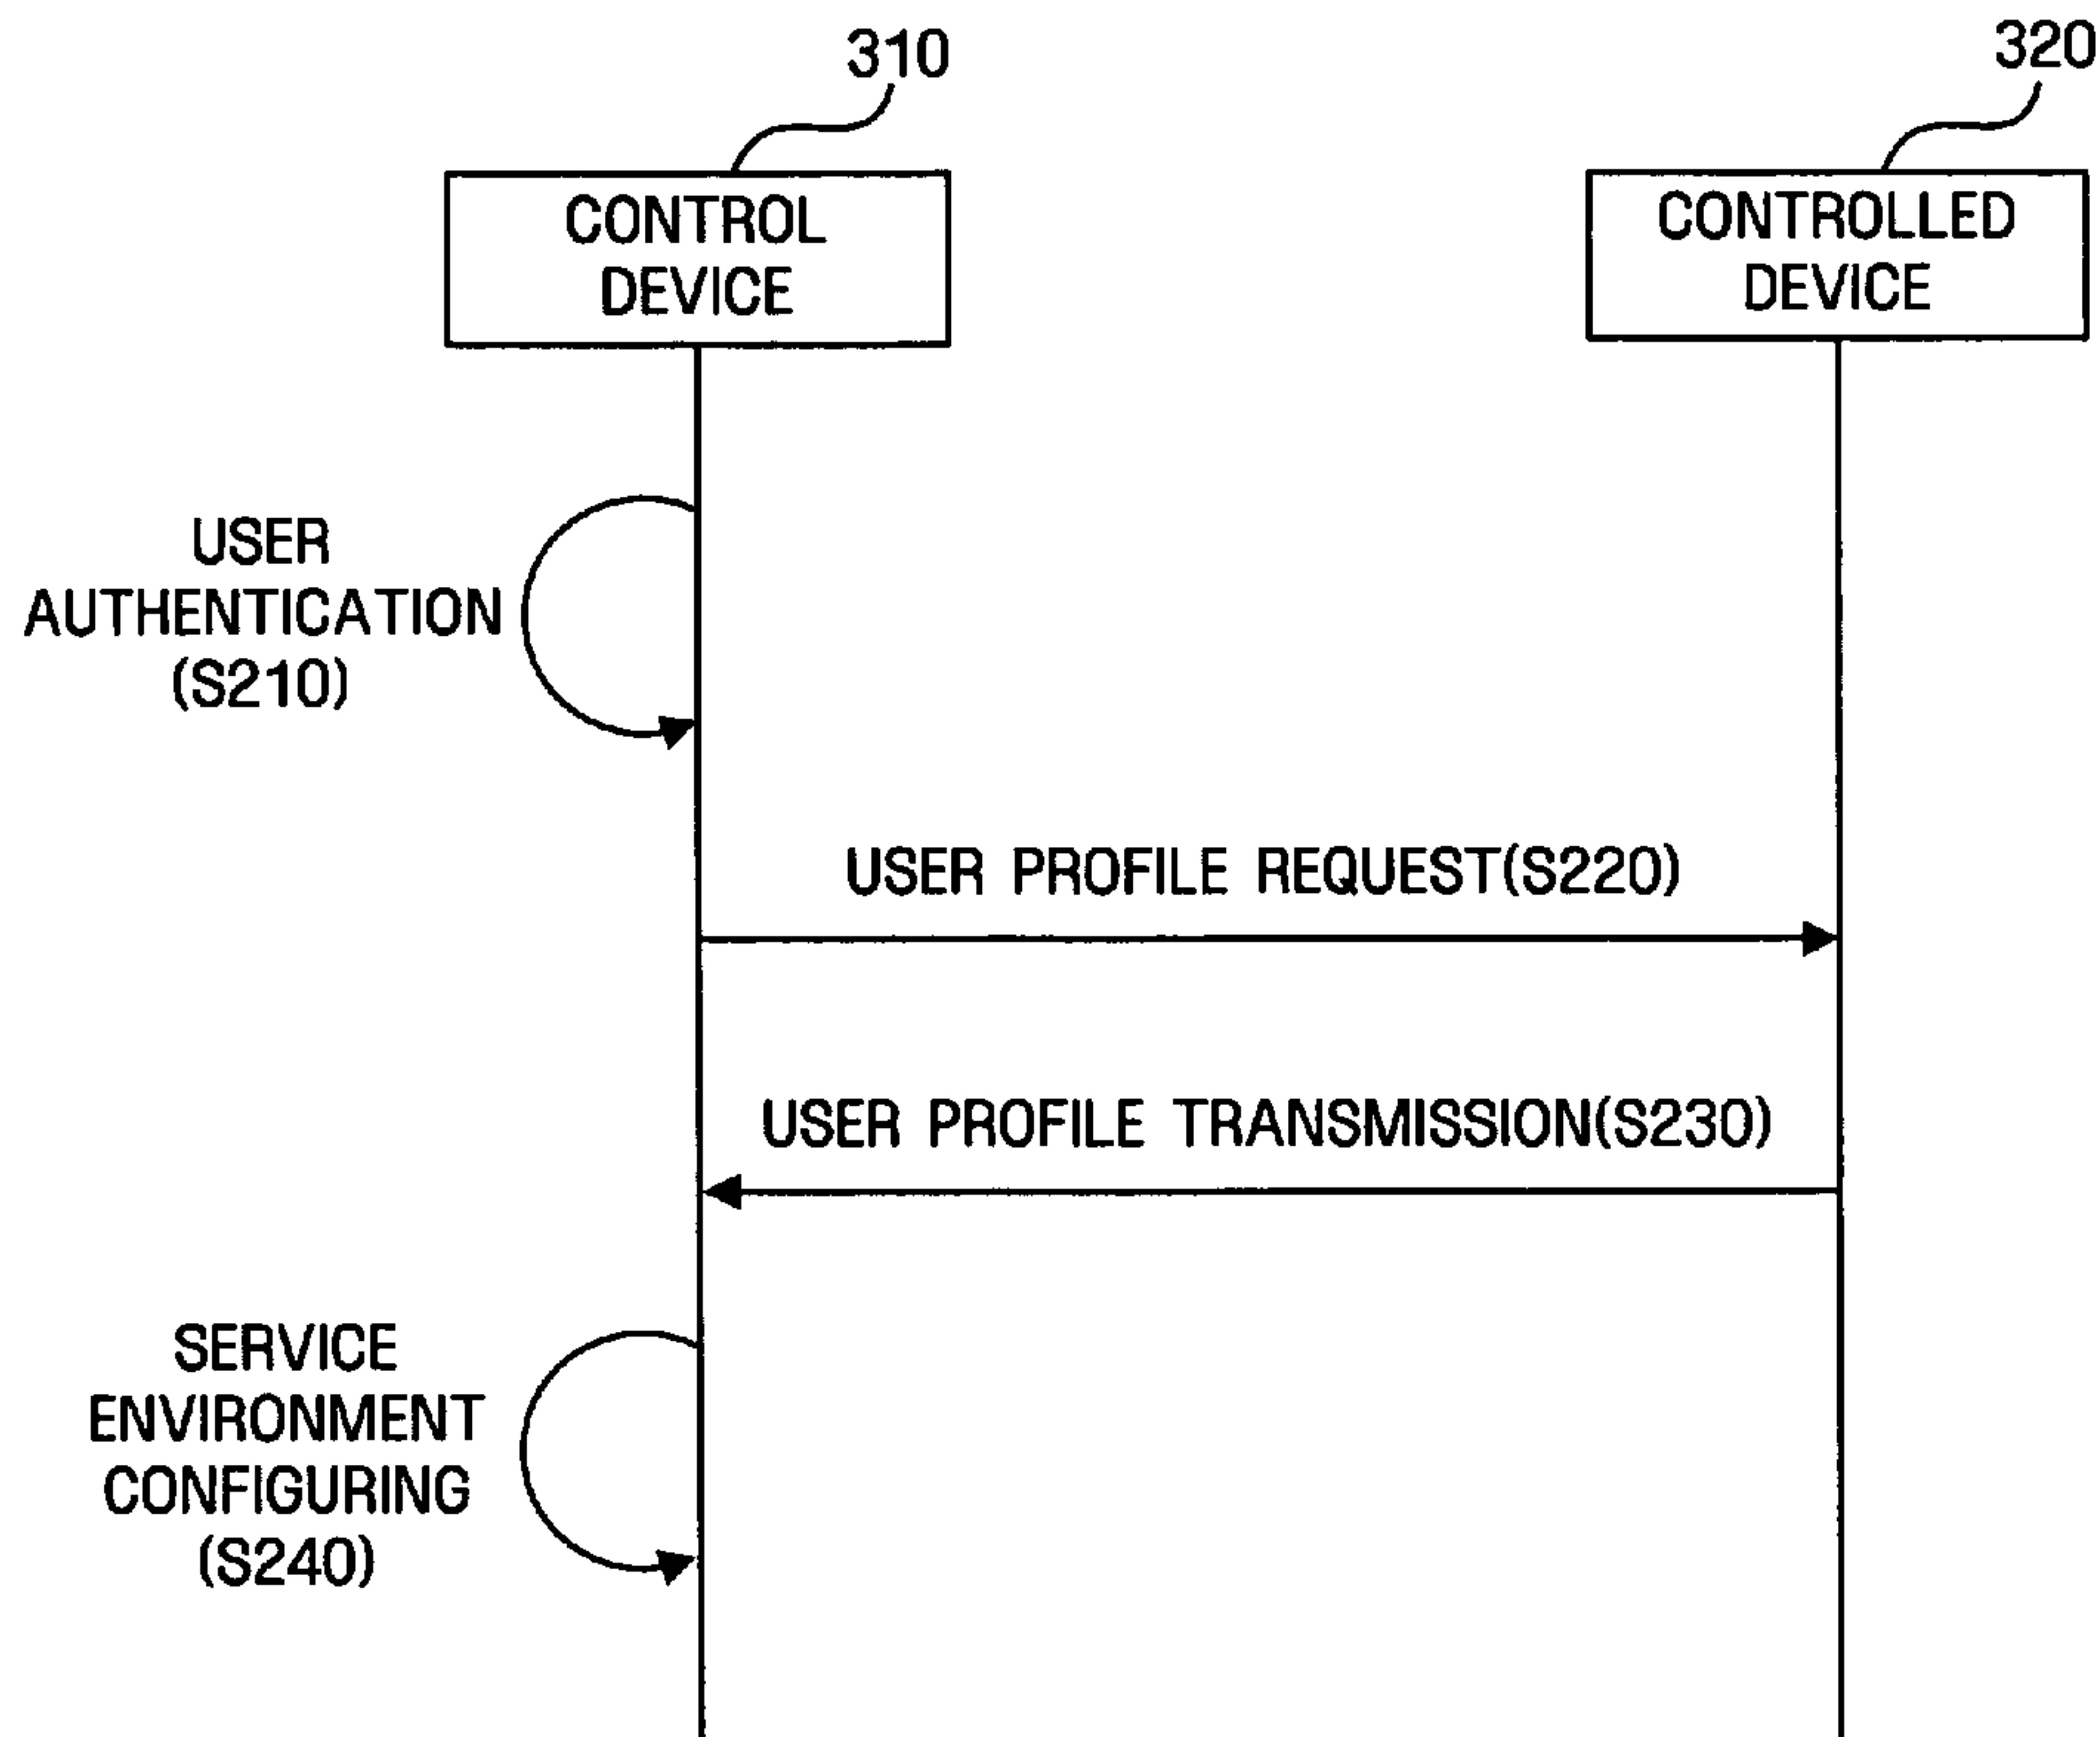 310
320
CONTROL
DEVICE
CONTROLLED
DEVICE
USER
AUTHENTICATION
(S210)
USER PROFILE REQUEST(S220)
USER PROFILE TRANSMISSION(S230)
SERVICE
ENVIRONMENT
CONFIGURING
(S240)